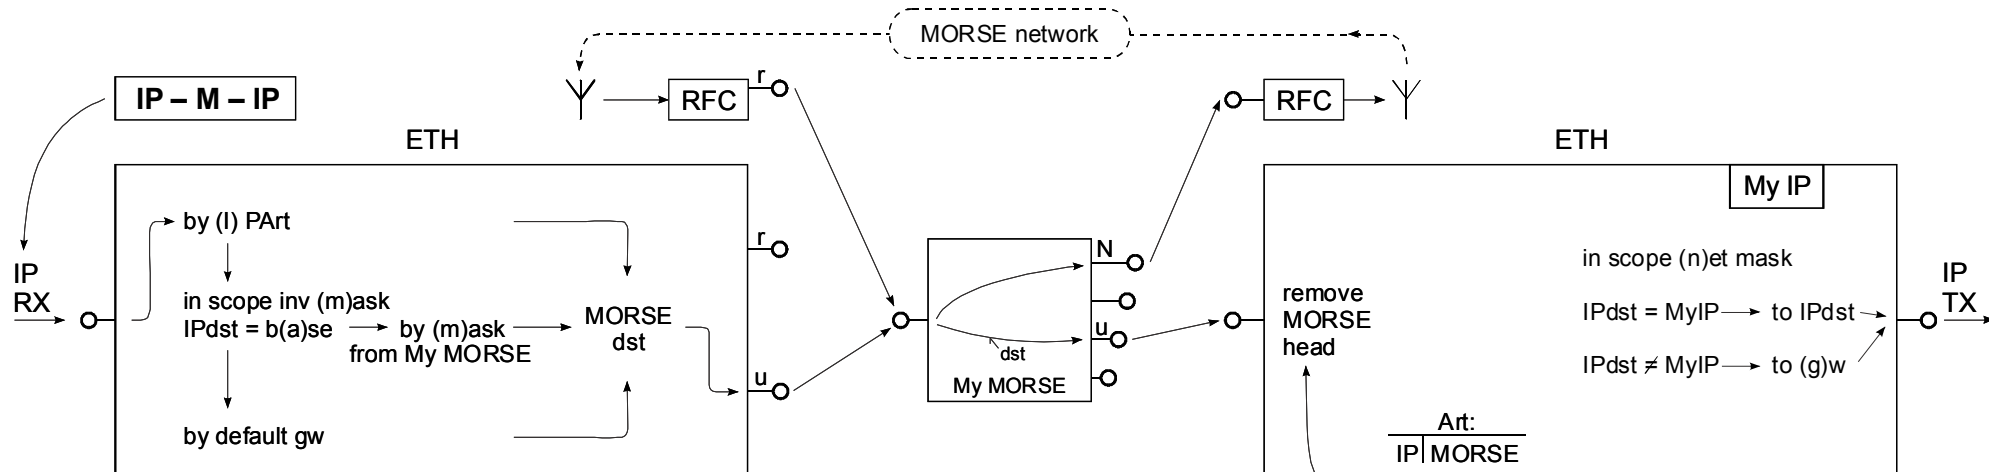 MORSE network
IP – M – IP
r
RFC
RFC
ETH
ETH
My IP
by (I) PArt
r
N
IP
RX
in scope inv (m)ask
IPdst = b(a)se
by (m)ask
from My MORSE
MORSE
dst
u
by default gw
u
dst
My MORSE
remove
MORSE
head
in scope (n)et mask
IPdst = MyIP
to IPdst
IPdst ≠ MyIP
to (g)w
IP
TX
Art:
IP MORSE